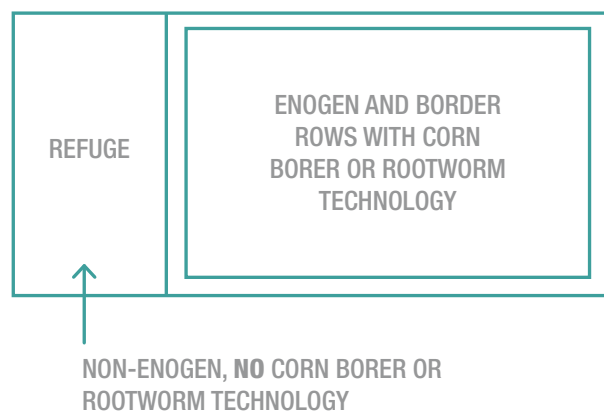 REFUGE
ENOGEN AND BORDER
ROWS WITH CORN
BORER OR ROOTWORM
TECHNOLOGY
NON-ENOGEN, NO CORN BORER OR
ROOTWORM TECHNOLOGY